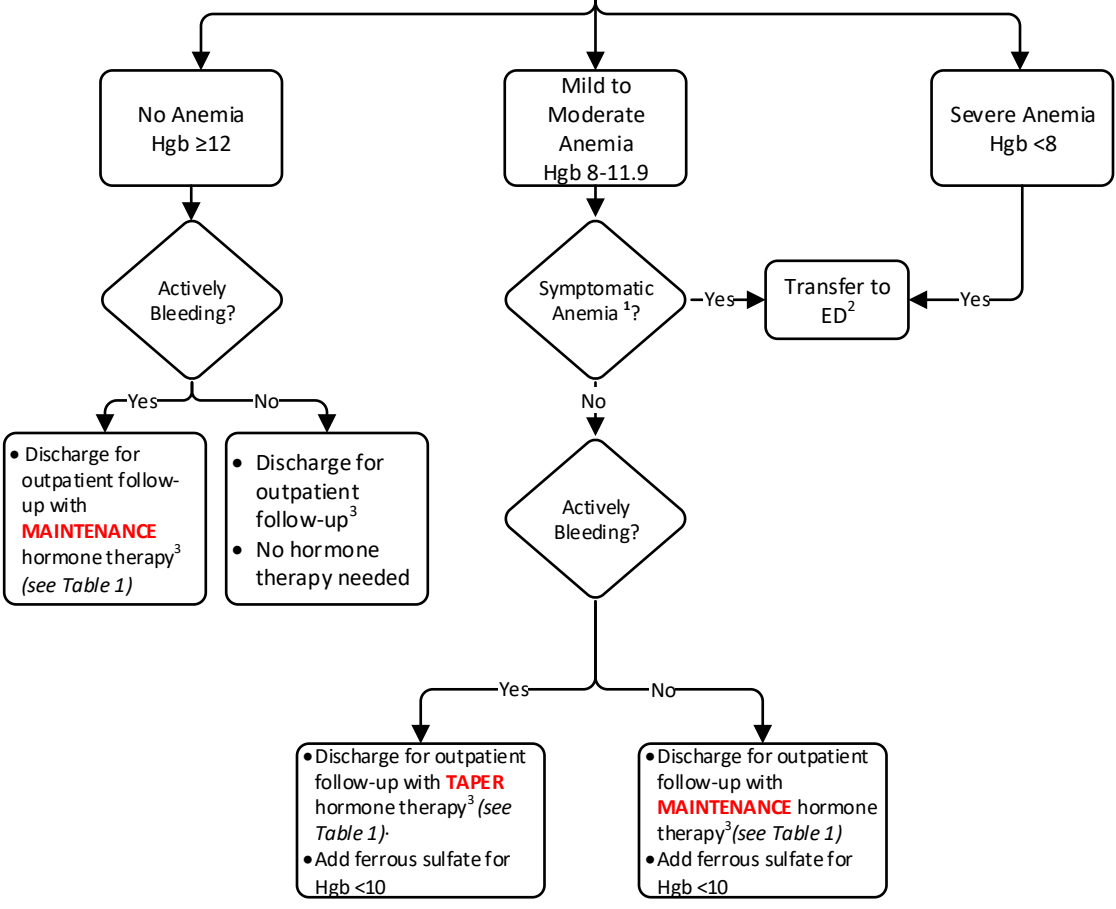 No Anemia
Hgb ≥12
Mild to
Moderate
Anemia
Hgb 8-11.9
Severe Anemia
Hgb <8
Actively
Bleeding?
Symptomatic
Anemia ¹?
Yes
Transfer to
ED²
Yes
Yes
No
No
• Discharge for
outpatient follow-
up with
MAINTENANCE
hormone therapy³
(see Table 1)
• Discharge for
outpatient
follow-up³
• No hormone
therapy needed
Actively
Bleeding?
Yes
No
• Discharge for outpatient
follow-up with TAPER
hormone therapy³ (see
Table 1)·
• Add ferrous sulfate for
Hgb <10
• Discharge for outpatient
follow-up with
MAINTENANCE hormone
therapy³(see Table 1)
• Add ferrous sulfate for
Hgb <10